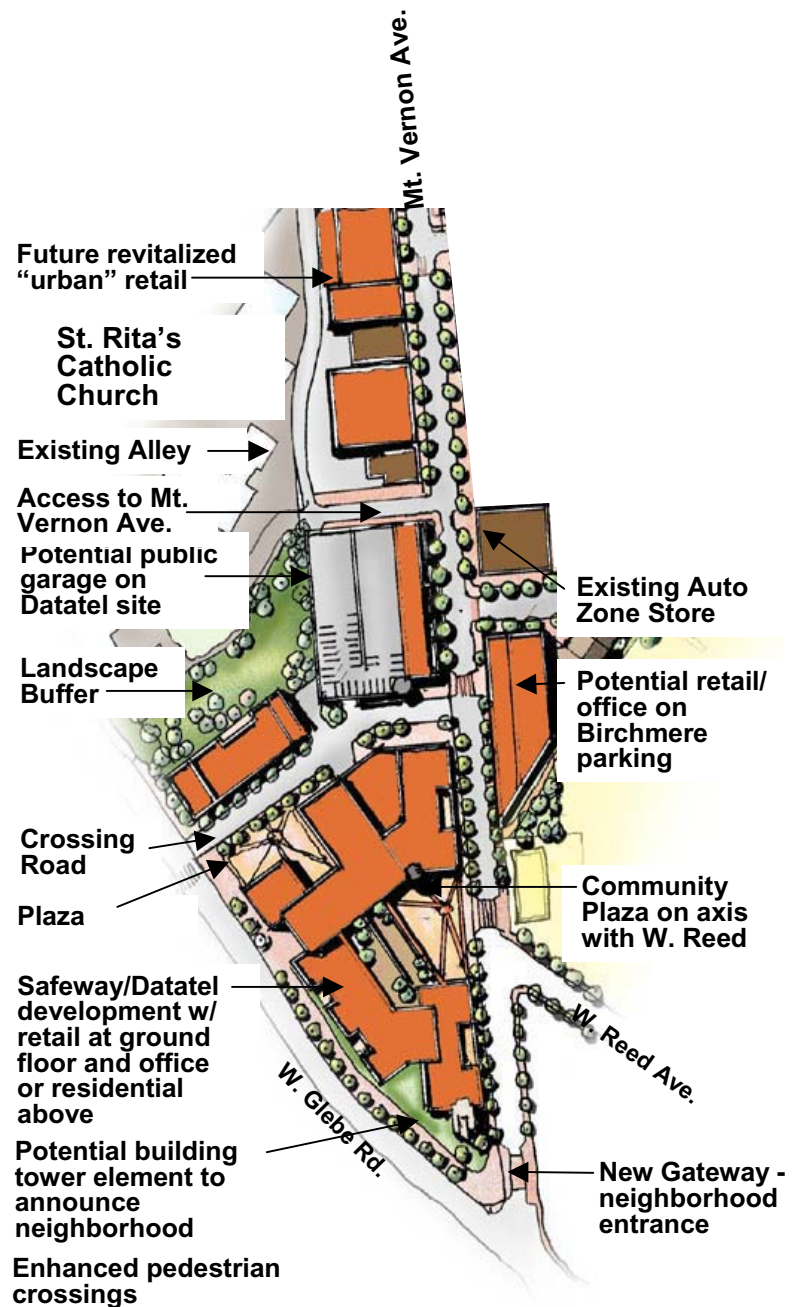 Mt. Vernon Ave.
Future revitalized
“urban” retail
St. Rita’s
Catholic
Church
Existing Alley
Access to Mt.
Vernon Ave.
Potential public
garage on
Datatel site
Existing Auto
Zone Store
Landscape
Buffer
Potential retail/
office on
Birchmere
parking
Crossing
Road
Plaza
Community
Plaza on axis
with W. Reed
Safeway/Datatel
development w/
retail at ground
floor and office
or residential
above
W. Reed Ave.
W. Glebe Rd.
Potential building
tower element to
announce
neighborhood
New Gateway -
neighborhood
entrance
Enhanced pedestrian
crossings